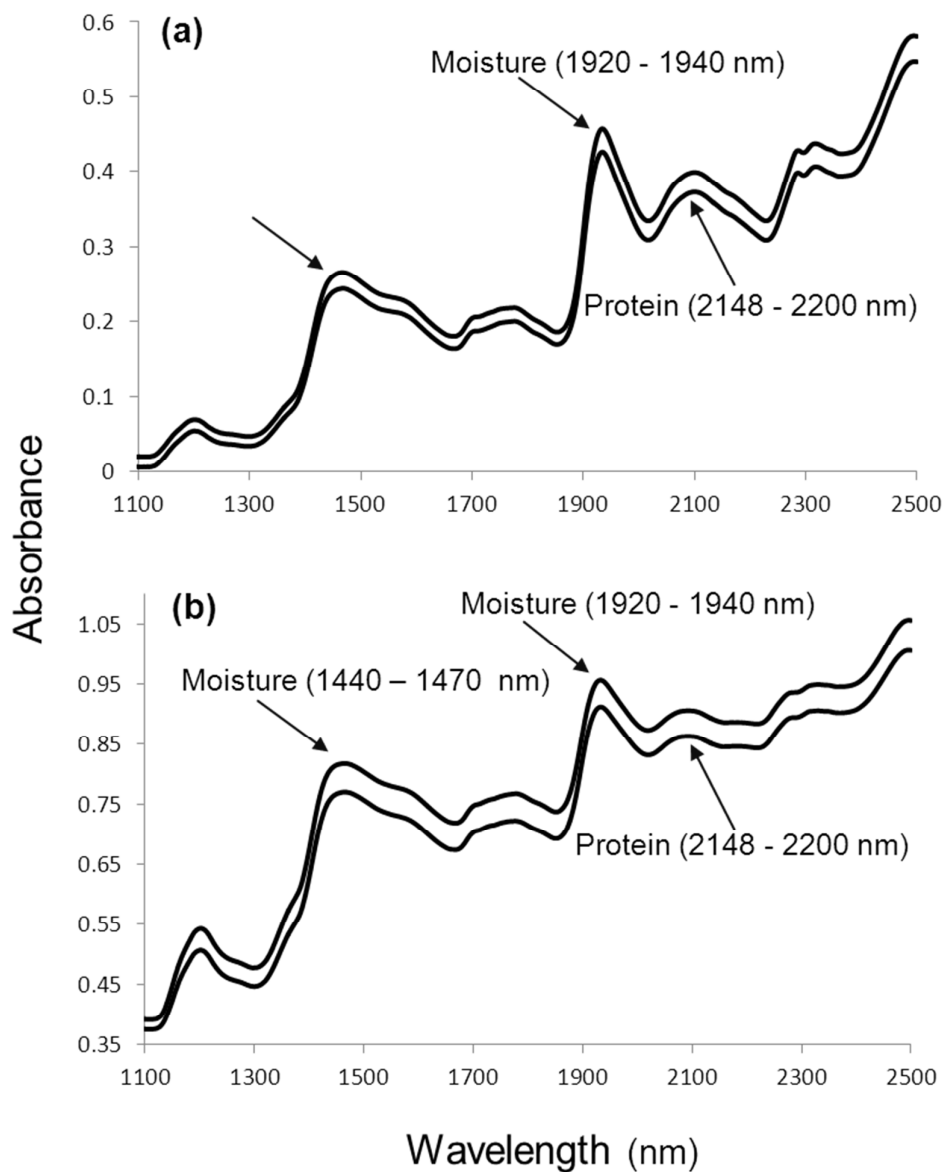 (a)
Moisture (1920 - 1940 nm)
Protein (2148 - 2200 nm)
0.6
0.5
0.4
0.3
0.2
0.1
0
1100 1300 1500 1700 1900 2100 2300 2500
Absorbance
(b)
Moisture (1920 - 1940 nm)
Moisture (1440 – 1470 nm)
Protein (2148 - 2200 nm)
1.05
0.95
0.85
0.75
0.65
0.55
0.45
0.35
1100 1300 1500 1700 1900 2100 2300 2500
Wavelength (nm)